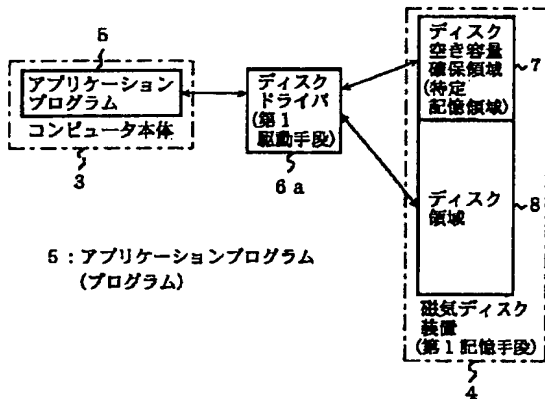 5
アプリケーション
プログラム
コンピュータ本体
3
ディスク
ドライバ
(第1
駆動手段)
6a
ディスク
空き容量
確保領域
(特定
記憶領域)
7
ディスク
領域
8
磁気ディスク
装置
(第1記憶手段)
4
5:アプリケーションプログラム
(プログラム)